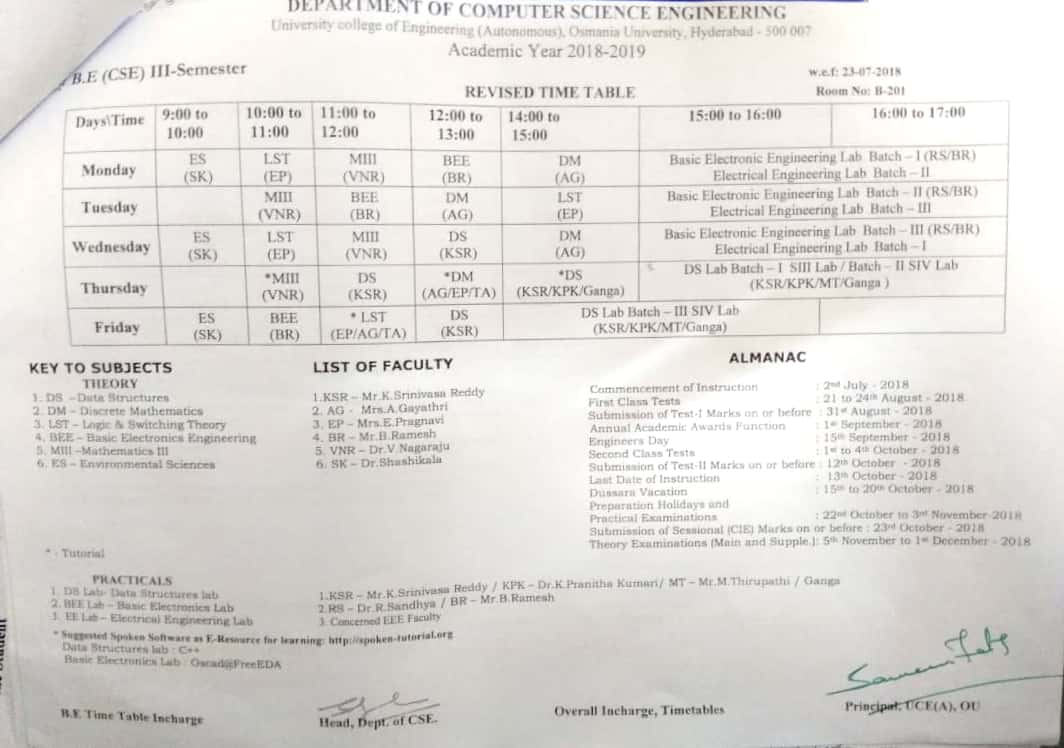 DEPARTMENT OF COMPUTER SCIENCE ENGINEERING
University college of Engineering (Autonomous), Osmania University, Hyderabad - 500 007
Academic Year 2018-2019
B.E (CSE) III-Semester
w.e.f: 23-07-2018
REVISED TIME TABLE
Room No: B-201
Days\Time 9:00 to 10:00 10:00 to 11:00 11:00 to 12:00 12:00 to 13:00 14:00 to 15:00 15:00 to 16:00 16:00 to 17:00
Monday ES (SK) LST (EP) MIII (VNR) BEE (BR) DM (AG) Basic Electronic Engineering Lab Batch – I (RS/BR)
Electrical Engineering Lab Batch – II
Tuesday MIII (VNR) BEE (BR) DM (AG) LST (EP) Basic Electronic Engineering Lab Batch – II (RS/BR)
Electrical Engineering Lab Batch – III
Wednesday ES (SK) LST (EP) MIII (VNR) DS (KSR) DM (AG) Basic Electronic Engineering Lab Batch – III (RS/BR)
Electrical Engineering Lab Batch – I
Thursday *MIII (VNR) DS (KSR) *DM (AG/EP/TA) *DS (KSR/KPK/Ganga) DS Lab Batch – I SIII Lab / Batch – II SIV Lab
(KSR/KPK/MT/Ganga )
Friday ES (SK) BEE (BR) * LST (EP/AG/TA) DS (KSR) DS Lab Batch – III SIV Lab
(KSR/KPK/MT/Ganga)
KEY TO SUBJECTS
THEORY
1. DS –Data Structures
2. DM – Discrete Mathematics
3. LST – Logic & Switching Theory
4. BEE – Basic Electronics Engineering
5. MIII –Mathematics III
6. ES – Environmental Sciences
LIST OF FACULTY
1.KSR – Mr.K.Srinivasa Reddy
2. AG - Mrs.A.Gayathri
3. EP – Mrs.E.Pragnavi
4. BR – Mr.B.Ramesh
5. VNR – Dr.V.Nagaraju
6. SK – Dr.Shashikala
ALMANAC
Commencement of Instruction : 2nd July - 2018
First Class Tests : 21 to 24th August - 2018
Submission of Test-I Marks on or before : 31st August - 2018
Annual Academic Awards Function : 1st September - 2018
Engineers Day : 15th September - 2018
Second Class Tests : 1st to 4th October - 2018
Submission of Test-II Marks on or before : 12th October - 2018
Last Date of Instruction : 13th October - 2018
Dussara Vacation : 15th to 20th October - 2018
Preparation Holidays and
Practical Examinations : 22nd October to 3rd November-2018
Submission of Sessional (CIE) Marks on or before : 23rd October - 2018
Theory Examinations (Main and Supple.): 5th November to 1st December - 2018
* - Tutorial
PRACTICALS
1. DS Lab- Data Structures lab
2. BEE Lab – Basic Electronics Lab
3. EE Lab – Electrical Engineering Lab
1.KSR – Mr.K.Srinivasa Reddy / KPK – Dr.K.Pranitha Kumari/ MT – Mr.M.Thirupathi / Ganga
2.RS – Dr.R.Sandhya / BR – Mr.B.Ramesh
3. Concerned EEE Faculty
* Suggested Spoken Software as E-Resource for learning: http://spoken-tutorial.org
Data Structures lab : C++
Basic Electronics Lab : Oscad@FreeEDA
B.E Time Table Incharge
Head, Dept. of CSE.
Overall Incharge, Timetables
Principal, UCE(A), OU